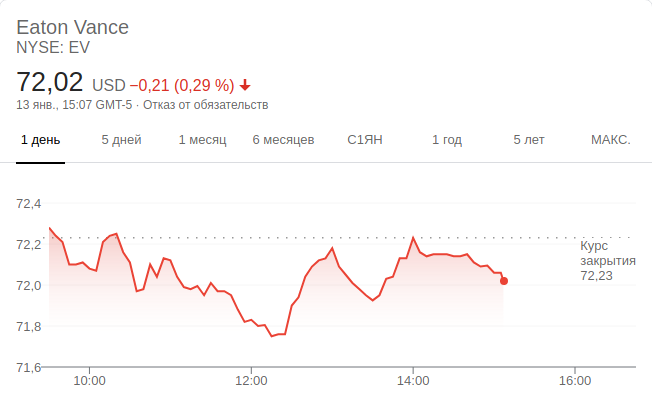 Eaton Vance
NYSE: EV
72,02 USD −0,21 (0,29 %)
13 янв., 15:07 GMT-5 · Отказ от обязательств
1 день 5 дней 1 месяц 6 месяцев С1ЯН 1 год 5 лет МАКС.
72,4
72,2
72,0
71,8
71,6
Курс
закрытия
72,23
10:00 12:00 14:00 16:00